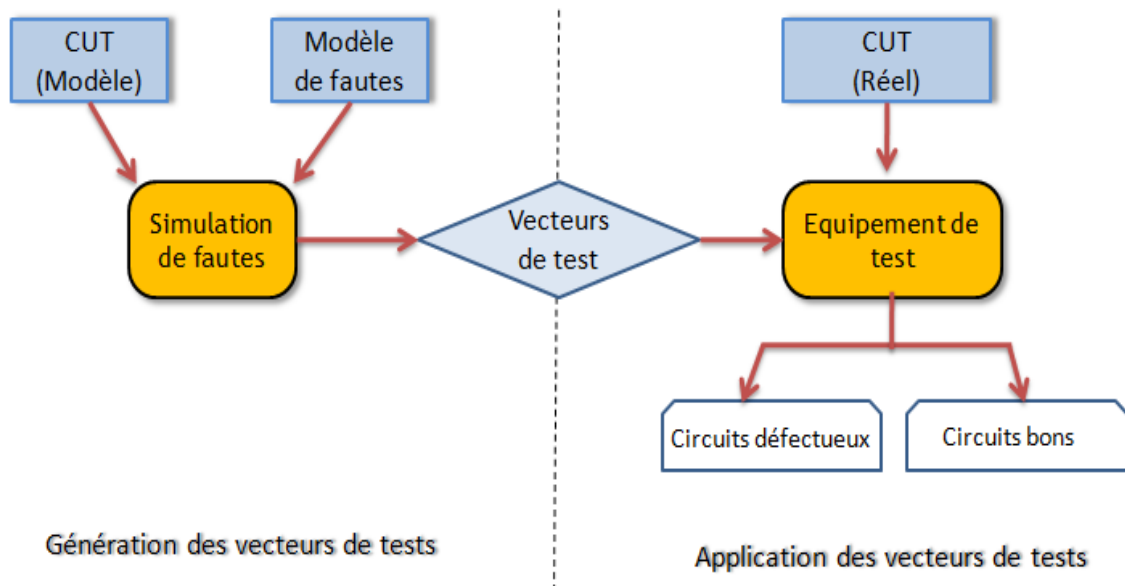 CUT
(Modèle)
Modèle
de fautes
CUT
(Réel)
Simulation
de fautes
Vecteurs
de test
Equipement de
test
Circuits défectueux
Circuits bons
Génération des vecteurs de tests
Application des vecteurs de tests